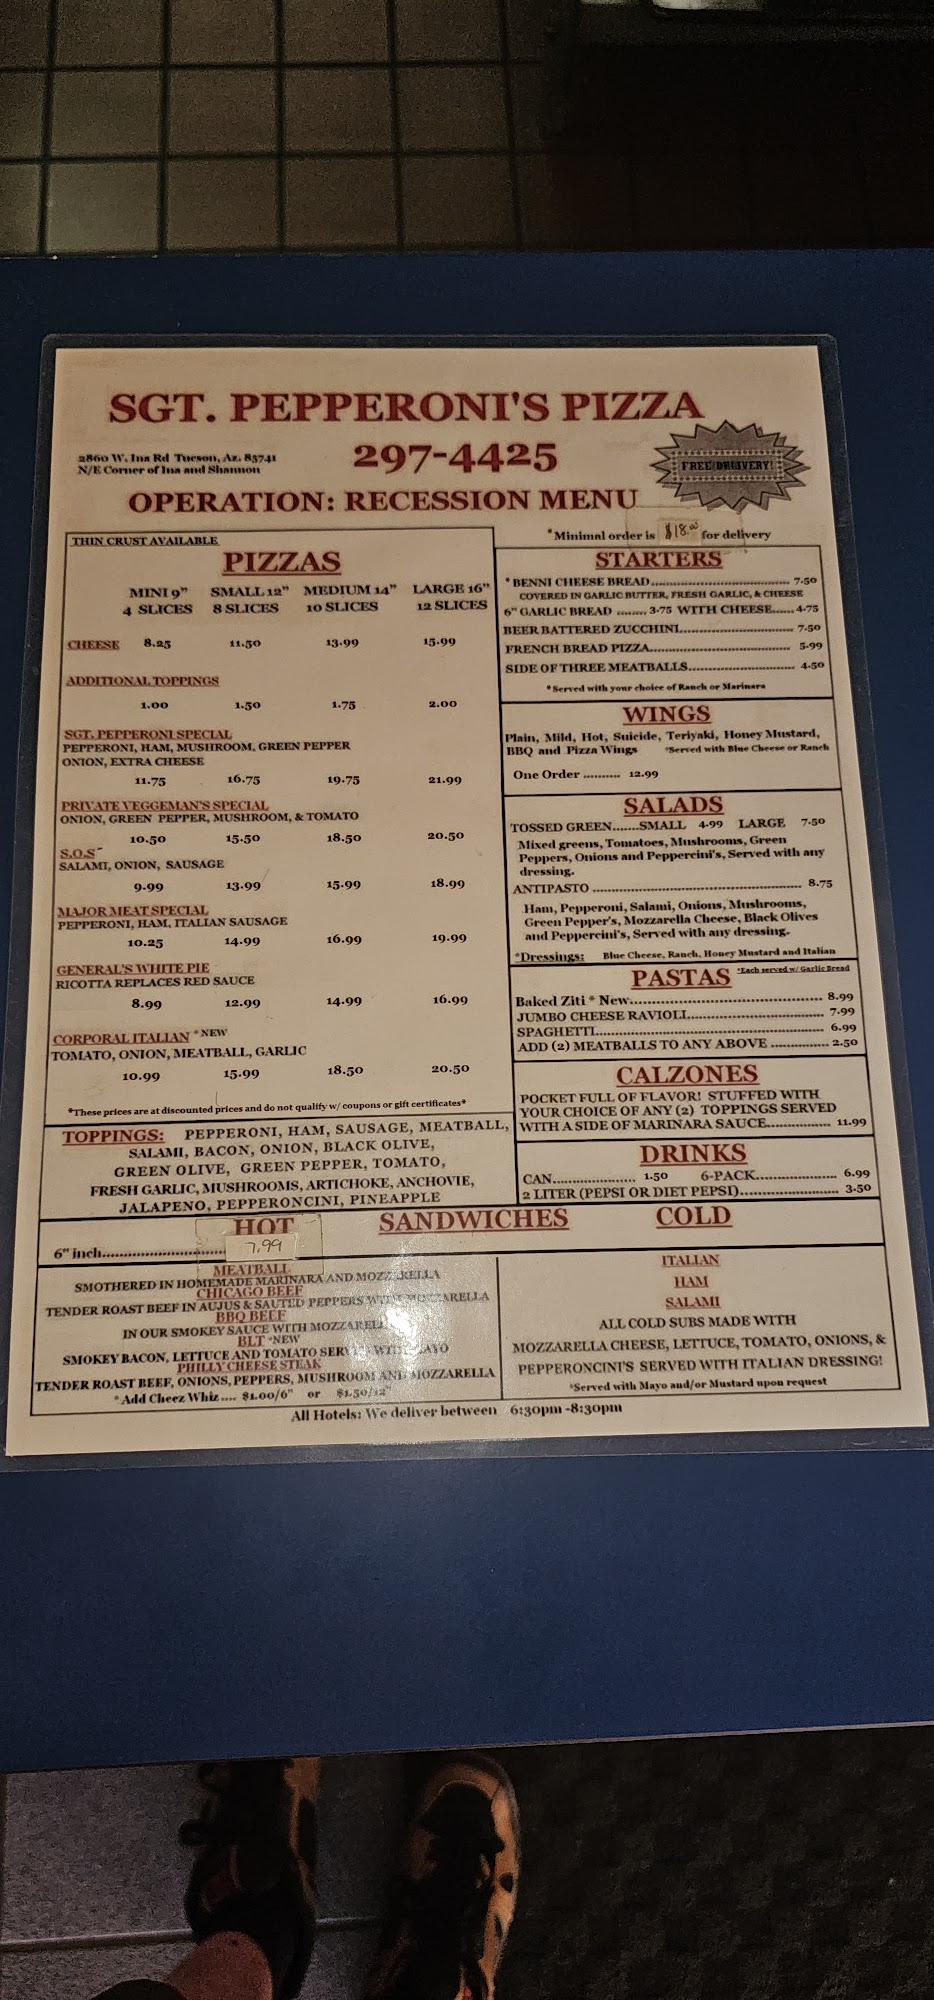 SGT. PEPPERONI'S PIZZA
2860 W. Ina Rd Tucson, Az. 85741
N/E Corner of Ina and Shannon
297-4425
FREE DELIVERY!
OPERATION: RECESSION MENU
*Minimal order is $18.00 for delivery
THIN CRUST AVAILABLE
PIZZAS
MINI 9" SMALL 12" MEDIUM 14" LARGE 16"
4 SLICES 8 SLICES 10 SLICES 12 SLICES
CHEESE 8.25 11.50 13.99 15.99
ADDITIONAL TOPPINGS
1.00 1.50 1.75 2.00
SGT. PEPPERONI SPECIAL
PEPPERONI, HAM, MUSHROOM, GREEN PEPPER
ONION, EXTRA CHEESE
11.75 16.75 19.75 21.99
PRIVATE VEGGEMAN'S SPECIAL
ONION, GREEN PEPPER, MUSHROOM, & TOMATO
10.50 15.50 18.50 20.50
S.O.S
SALAMI, ONION, SAUSAGE
9.99 13.99 15.99 18.99
MAJOR MEAT SPECIAL
PEPPERONI, HAM, ITALIAN SAUSAGE
10.25 14.99 16.99 19.99
GENERAL'S WHITE PIE
RICOTTA REPLACES RED SAUCE
8.99 12.99 14.99 16.99
CORPORAL ITALIAN *NEW
TOMATO, ONION, MEATBALL, GARLIC
10.99 15.99 18.50 20.50
*These prices are at discounted prices and do not qualify w/ coupons or gift certificates*
TOPPINGS: PEPPERONI, HAM, SAUSAGE, MEATBALL,
SALAMI, BACON, ONION, BLACK OLIVE,
GREEN OLIVE, GREEN PEPPER, TOMATO,
FRESH GARLIC, MUSHROOMS, ARTICHOKE, ANCHOVIE,
JALAPENO, PEPPERONCINI, PINEAPPLE
STARTERS
* BENNI CHEESE BREAD.................................... 7.50
COVERED IN GARLIC BUTTER, FRESH GARLIC, & CHEESE
6" GARLIC BREAD ........ 3.75 WITH CHEESE...... 4.75
BEER BATTERED ZUCCHINI............................. 7.50
FRENCH BREAD PIZZA.................................... 5.99
SIDE OF THREE MEATBALLS........................... 4.50
*Served with your choice of Ranch or Marinara
WINGS
Plain, Mild, Hot, Suicide, Teriyaki, Honey Mustard,
BBQ and Pizza Wings *Served with Blue Cheese or Ranch
One Order .......... 12.99
SALADS
TOSSED GREEN.......SMALL 4.99 LARGE 7.50
Mixed greens, Tomatoes, Mushrooms, Green
Peppers, Onions and Peppercini's, Served with any
dressing.
ANTIPASTO ..................................................... 8.75
Ham, Pepperoni, Salami, Onions, Mushrooms,
Green Pepper's, Mozzarella Cheese, Black Olives
and Peppercini's, Served with any dressing.
*Dressings: Blue Cheese, Ranch, Honey Mustard and Italian
PASTAS *Each served w/ Garlic Bread
Baked Ziti * New................................................ 8.99
JUMBO CHEESE RAVIOLI.................................. 7.99
SPAGHETTI......................................................... 6.99
ADD (2) MEATBALLS TO ANY ABOVE ............... 2.50
CALZONES
POCKET FULL OF FLAVOR! STUFFED WITH
YOUR CHOICE OF ANY (2) TOPPINGS SERVED
WITH A SIDE OF MARINARA SAUCE................. 11.99
DRINKS
CAN..................... 1.50 6-PACK..................... 6.99
2 LITER (PEPSI OR DIET PEPSI)......................... 3.50
HOT SANDWICHES COLD
6" inch.............................. 7.99
MEATBALL
SMOTHERED IN HOMEMADE MARINARA AND MOZZARELLA
CHICAGO BEEF
TENDER ROAST BEEF IN AUJUS & SAUTED PEPPERS WITH MOZZARELLA
BBQ BEEF
IN OUR SMOKEY SAUCE WITH MOZZARELLA
BLT *NEW
SMOKEY BACON, LETTUCE AND TOMATO SERVED WITH MAYO
PHILLY CHEESE STEAK
TENDER ROAST BEEF, ONIONS, PEPPERS, MUSHROOM AND MOZZARELLA
* Add Cheez Whiz .... $1.00/6" or $1.50/12"
ITALIAN
HAM
SALAMI
ALL COLD SUBS MADE WITH
MOZZARELLA CHEESE, LETTUCE, TOMATO, ONIONS, &
PEPPERONCINI'S SERVED WITH ITALIAN DRESSING!
*Served with Mayo and/or Mustard upon request
All Hotels: We deliver between 6:30pm -8:30pm